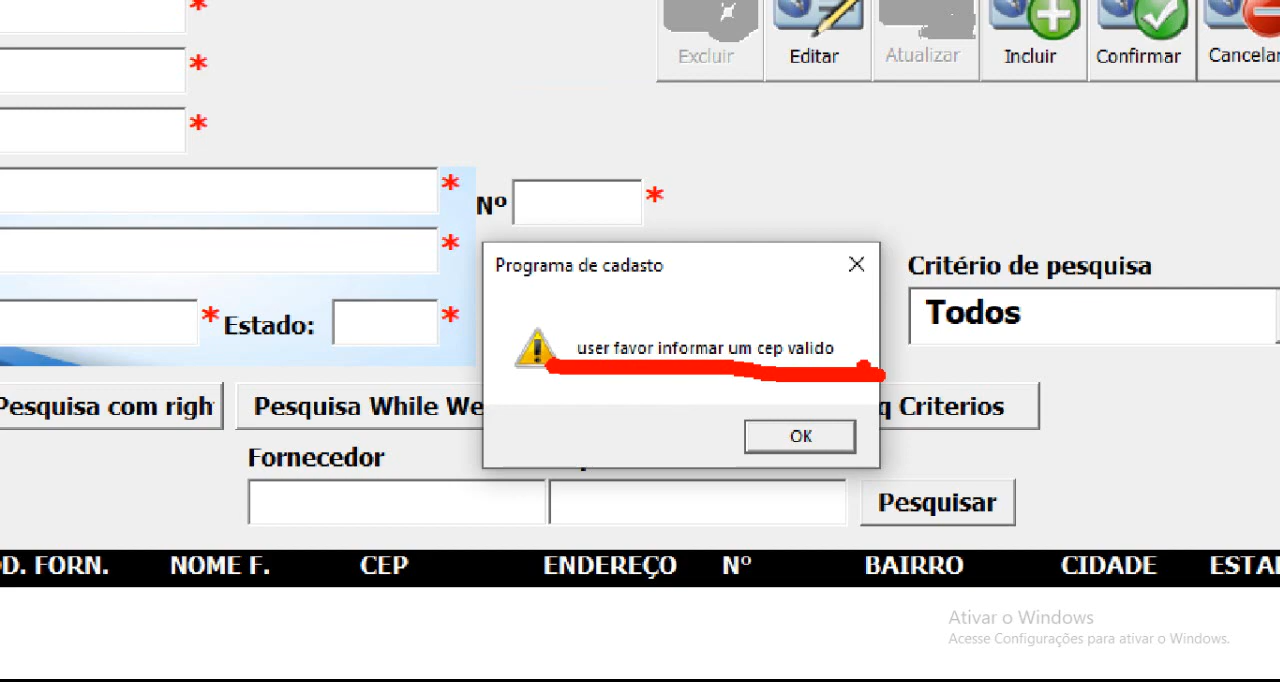 *
Excluir
Editar
Atualizar
Incluir
Confirmar
Cancelar
*
*
*
Nº
*
*
Programa de cadasto
user favor informar um cep valido
OK
Critério de pesquisa
Todos
*
Estado:
*
Pesquisa com righ
Pesquisa While We
q Criterios
Fornecedor
Pesquisar
D. FORN. NOME F. CEP ENDEREÇO Nº BAIRRO CIDADE ESTA
Ativar o Windows
Acesse Configurações para ativar o Windows.